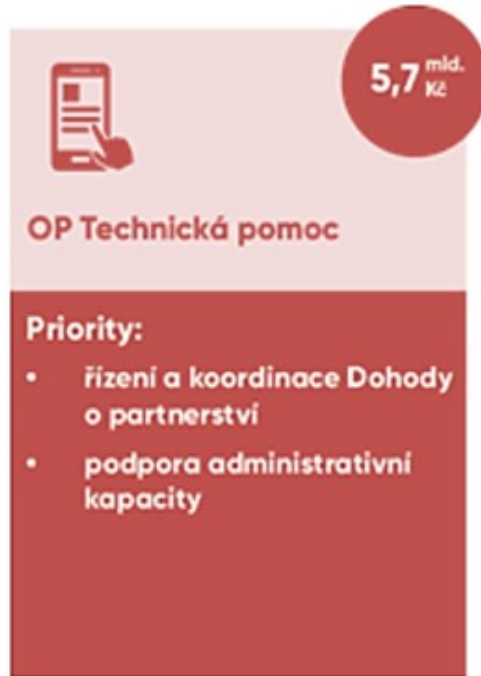 5,7 mld. Kč
OP Technická pomoc
Priority:
• řízení a koordinace Dohody
o partnerství
• podpora administrativní
kapacity